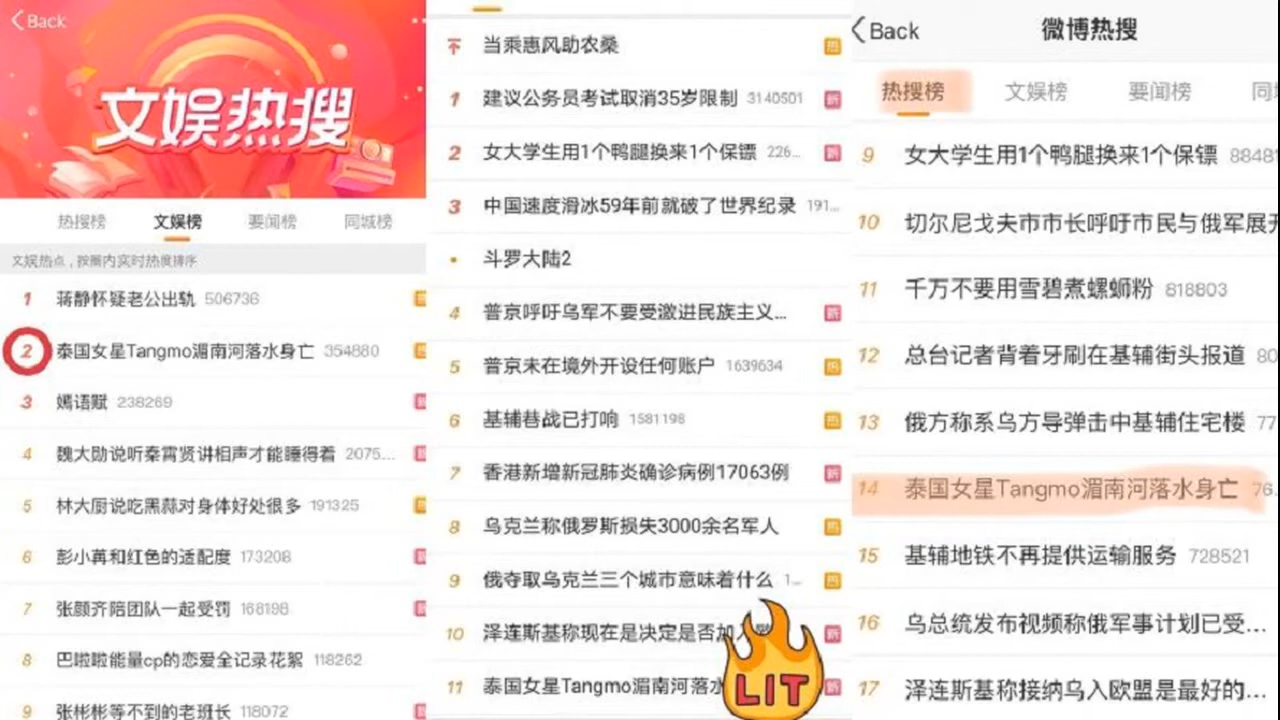 Back
文娱热搜
热搜榜 文娱榜 要闻榜 同城榜
文娱热点，按圈内实时热度排序
1 蒋静怀疑老公出轨 506736
2 泰国女星Tangmo湄南河落水身亡 354880
3 嫣语赋 238269
4 魏大勋说听秦霄贤讲相声才能睡得着 2075...
5 林大厨说吃黑蒜对身体好处很多 191325
6 彭小苒和红色的适配度 173208
7 张颜齐陪团队一起受罚 168198
8 巴啦啦能量cp的恋爱全记录花絮 118262
9 张彬彬等不到的老班长 118072
当乘惠风助农桑 热
1 建议公务员考试取消35岁限制 3140501 新
2 女大学生用1个鸭腿换来1个保镖 226... 新
3 中国速度滑冰59年前就破了世界纪录 191...
斗罗大陆2
4 普京呼吁乌军不要受激进民族主义... 新
5 普京未在境外开设任何账户 1639634 热
6 基辅巷战已打响 1581198 热
7 香港新增新冠肺炎确诊病例17063例 新
8 乌克兰称俄罗斯损失3000余名军人 热
9 俄夺取乌克兰三个城市意味着什么 1... 热
10 泽连斯基称现在是决定是否加入 新
11 泰国女星Tangmo湄南河落 新
LIT
Back 微博热搜
热搜榜 文娱榜 要闻榜 同
9 女大学生用1个鸭腿换来1个保镖 8848
10 切尔尼戈夫市市长呼吁市民与俄军展开
11 千万不要用雪碧煮螺蛳粉 818803
12 总台记者背着牙刷在基辅街头报道 80
13 俄方称系乌方导弹击中基辅住宅楼 77
14 泰国女星Tangmo湄南河落水身亡 76
15 基辅地铁不再提供运输服务 728521
16 乌总统发布视频称俄军事计划已受...
17 泽连斯基称接纳乌入欧盟是最好的...